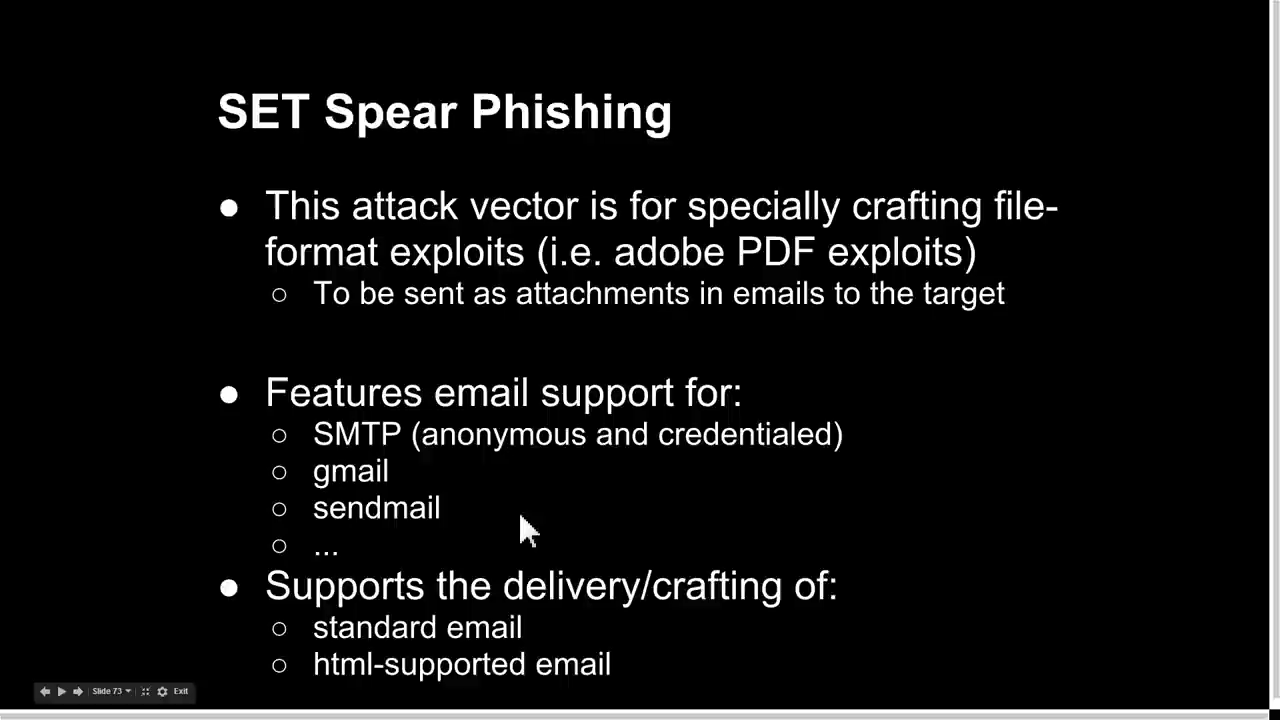 SET Spear Phishing
● This attack vector is for specially crafting file-
format exploits (i.e. adobe PDF exploits)
○ To be sent as attachments in emails to the target
● Features email support for:
○ SMTP (anonymous and credentialed)
○ gmail
○ sendmail
○ ...
● Supports the delivery/crafting of:
○ standard email
○ html-supported email
Slide 73 Exit